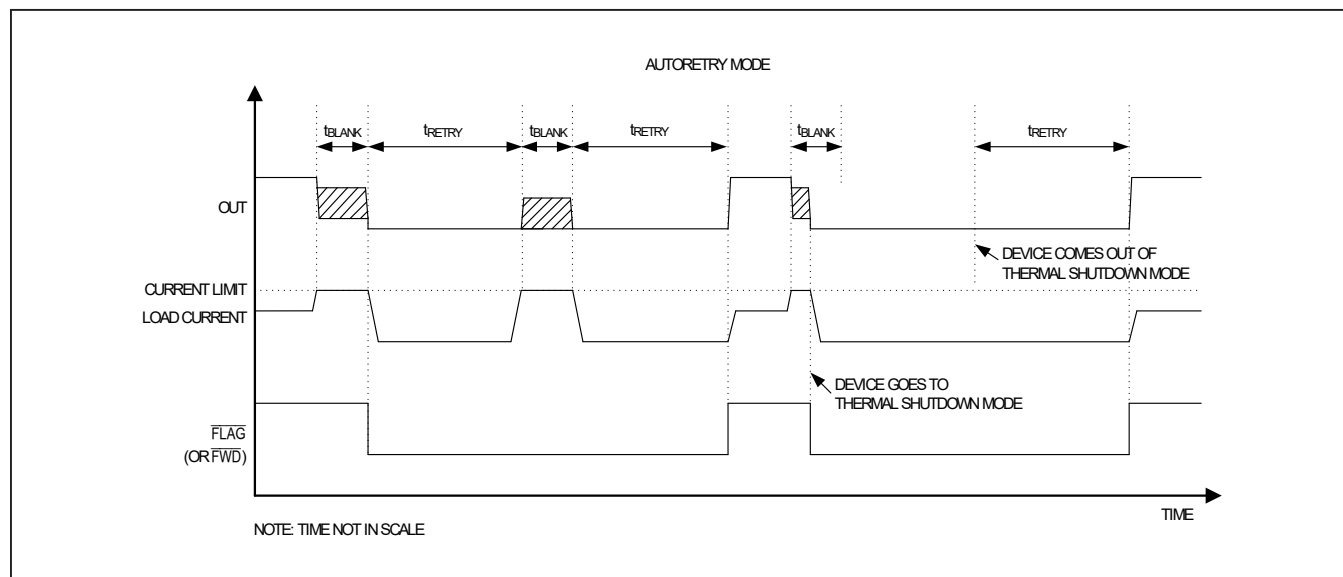 AUTORETRY MODE
tBLANK tRETRY tBLANK tRETRY tBLANK tRETRY
OUT
DEVICE COMES OUT OF
THERMAL SHUTDOWN MODE
CURRENT LIMIT
LOAD CURRENT
DEVICE GOES TO
THERMAL SHUTDOWN MODE
FLAG
(OR FWD)
TIME
NOTE: TIME NOT IN SCALE